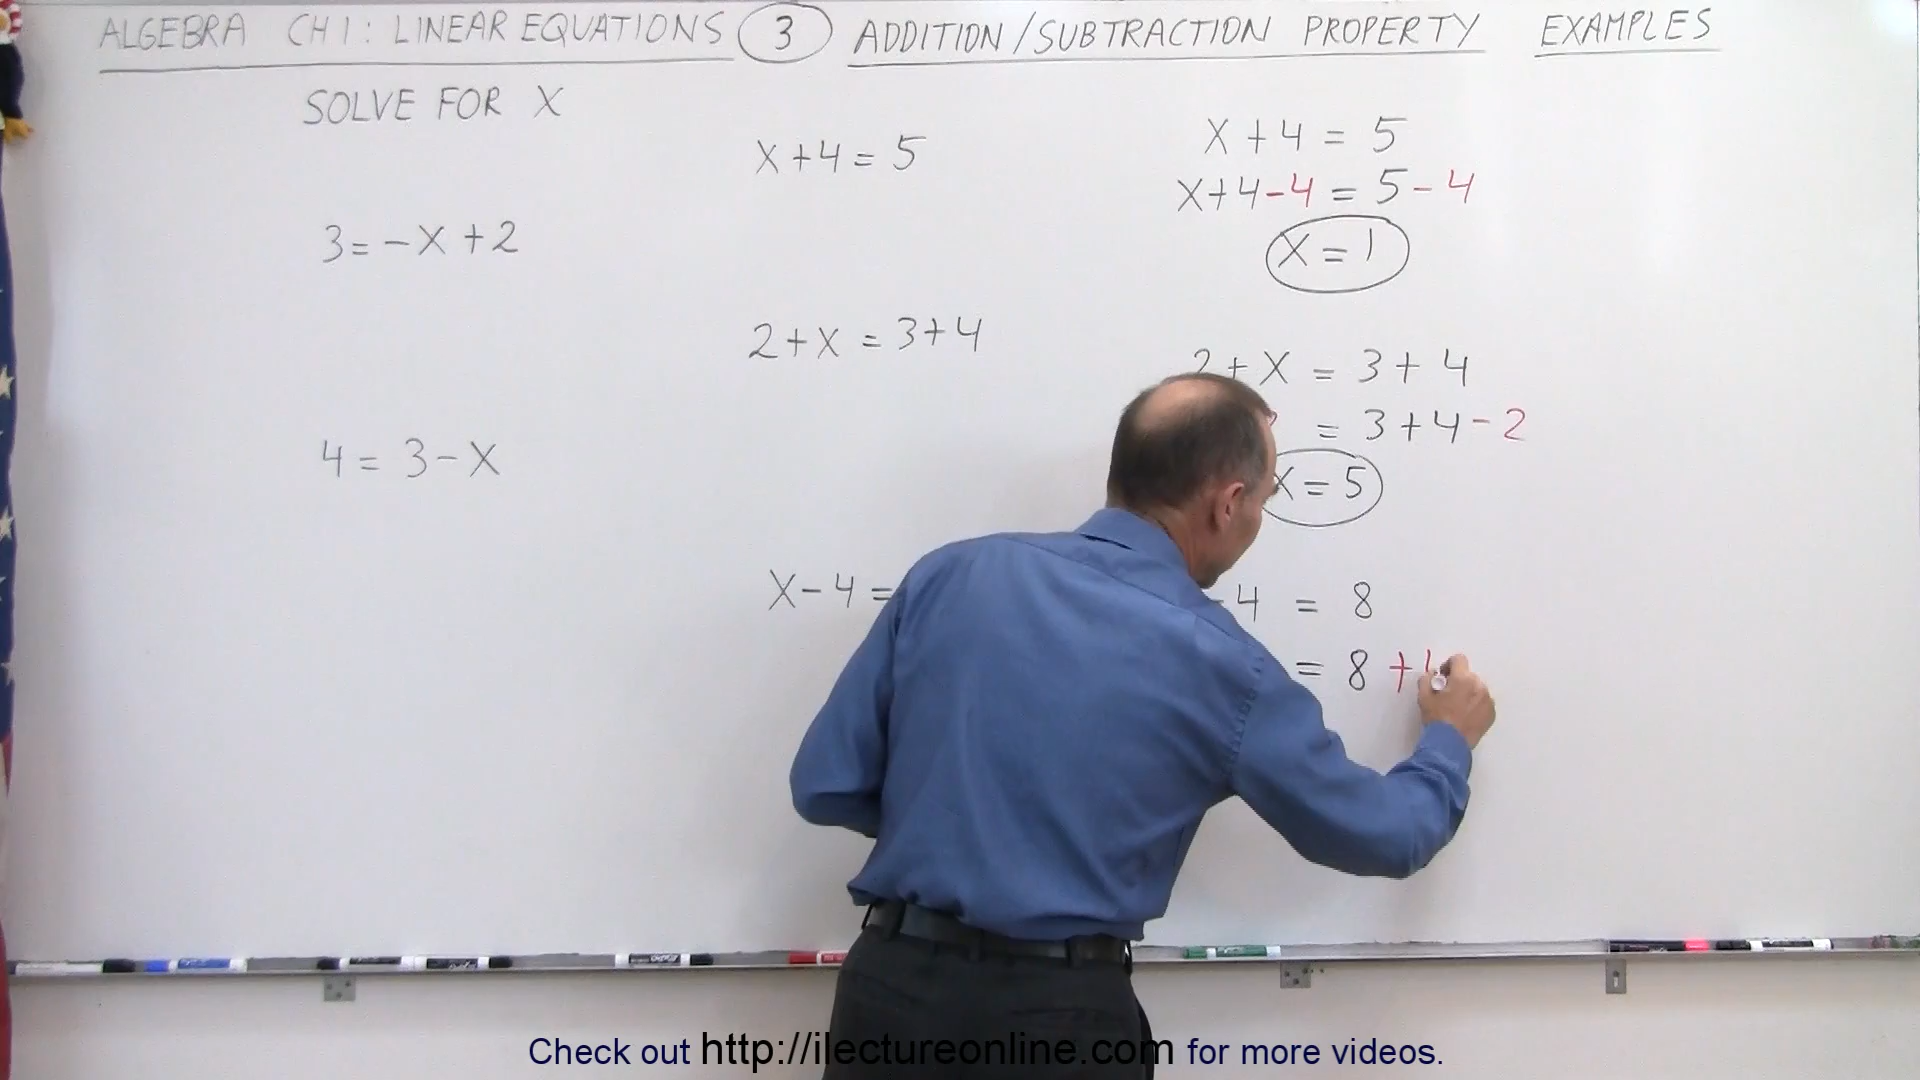 ALGEBRA CH 1: LINEAR EQUATIONS 3 ADDITION/SUBTRACTION PROPERTY EXAMPLES
SOLVE FOR X
3 = -X + 2
4 = 3 - X
X + 4 = 5
2 + X = 3 + 4
X - 4 =
X + 4 = 5
X + 4 - 4 = 5 - 4
X = 1
2 + X = 3 + 4
= 3 + 4 - 2
X = 5
- 4 = 8
= 8 +
Check out http://ilectureonline.com for more videos.